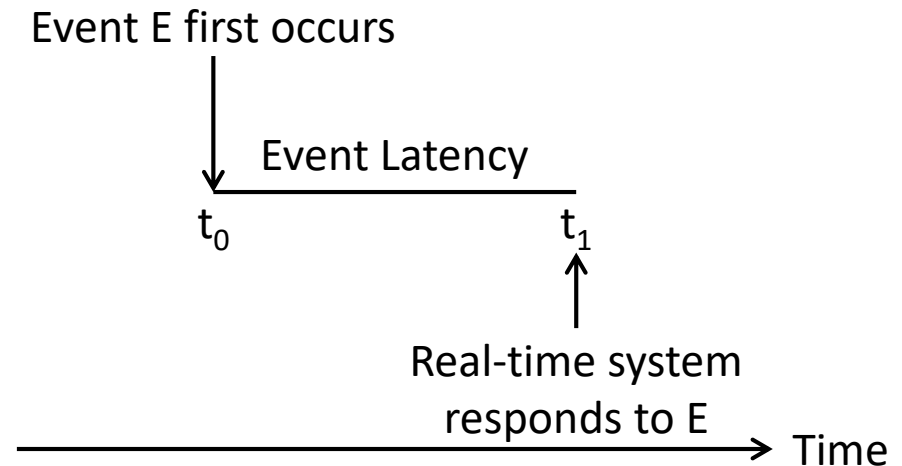 Event E first occurs
Event Latency
t₀
t₁
Real-time system
responds to E
Time